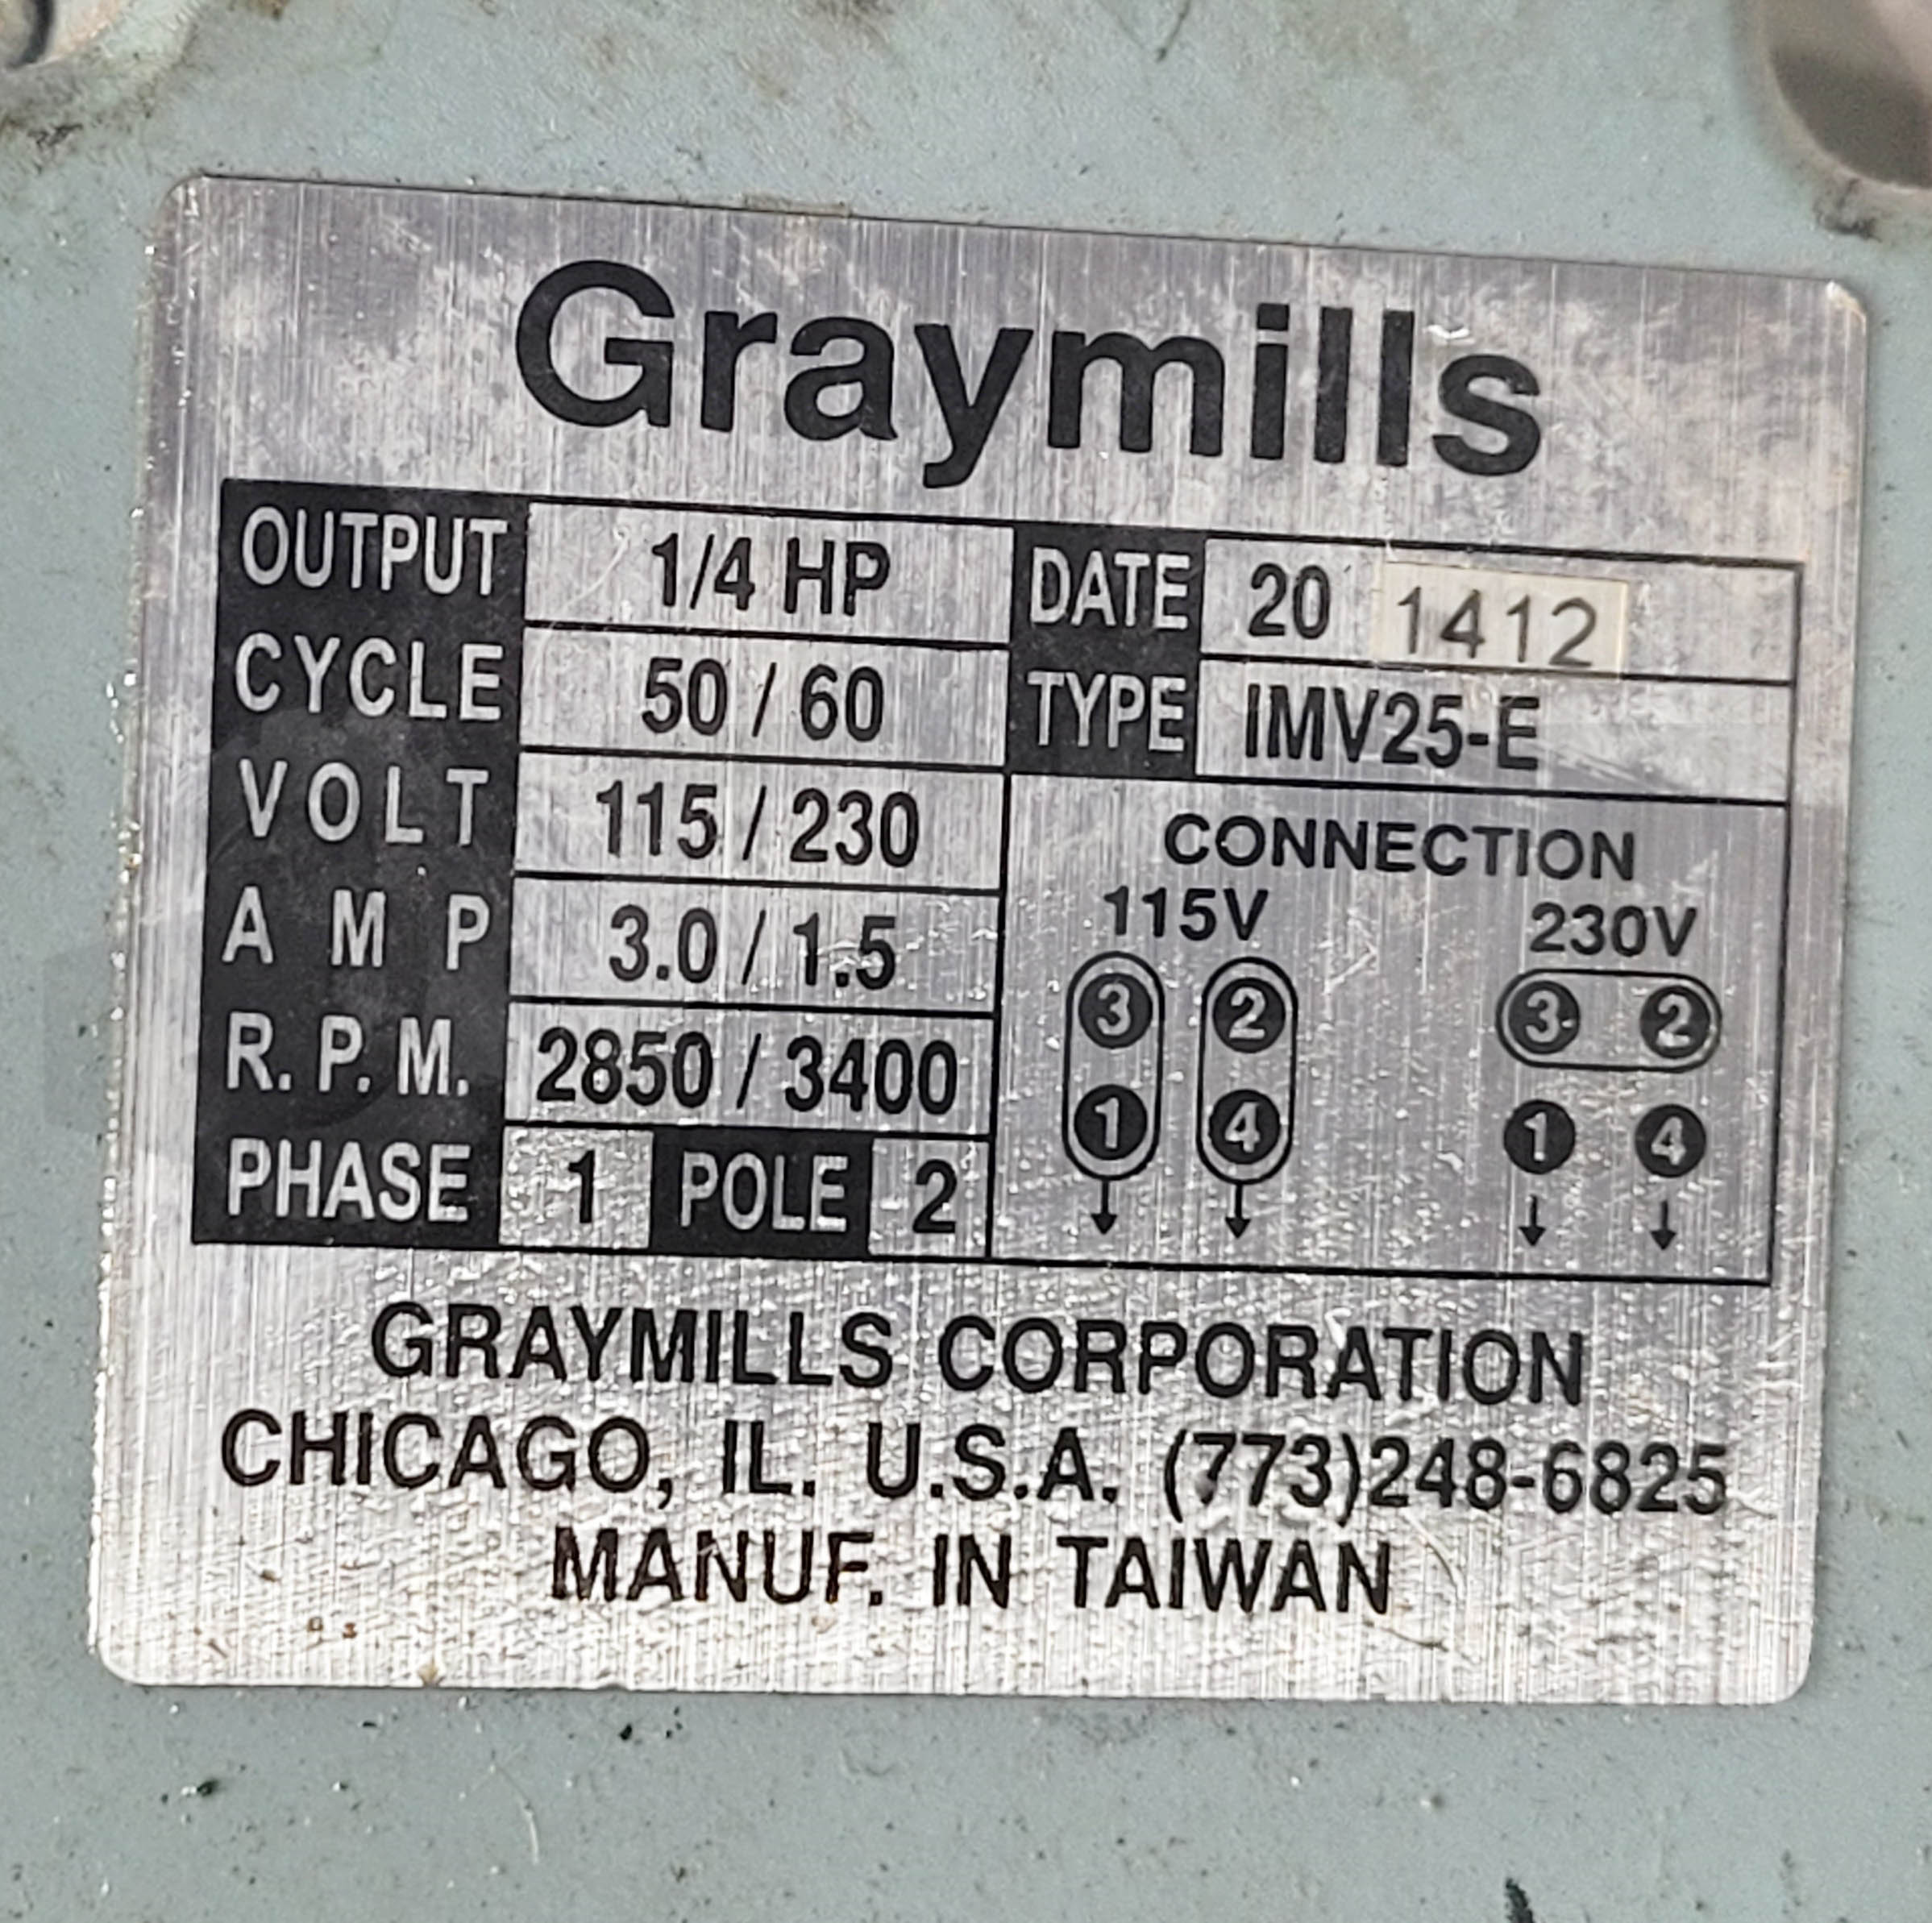 Graymills
OUTPUT 1/4 HP DATE 20 1412
CYCLE 50 / 60 TYPE IMV25-E
VOLT 115 / 230
AMP 3.0 / 1.5
R.P.M. 2850 / 3400
PHASE 1 POLE 2
CONNECTION
115V 230V
3 2 3 2
1 4 1 4
GRAYMILLS CORPORATION
CHICAGO, IL. U.S.A. (773)248-6825
MANUF. IN TAIWAN